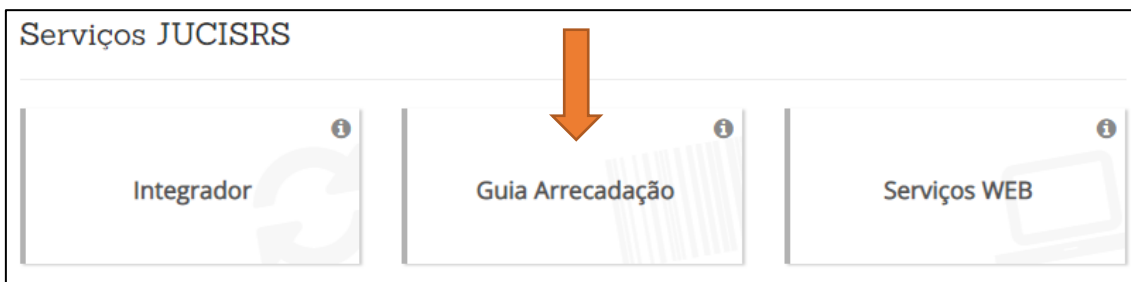 Serviços JUCISRS
Integrador
Guia Arrecadação
Serviços WEB